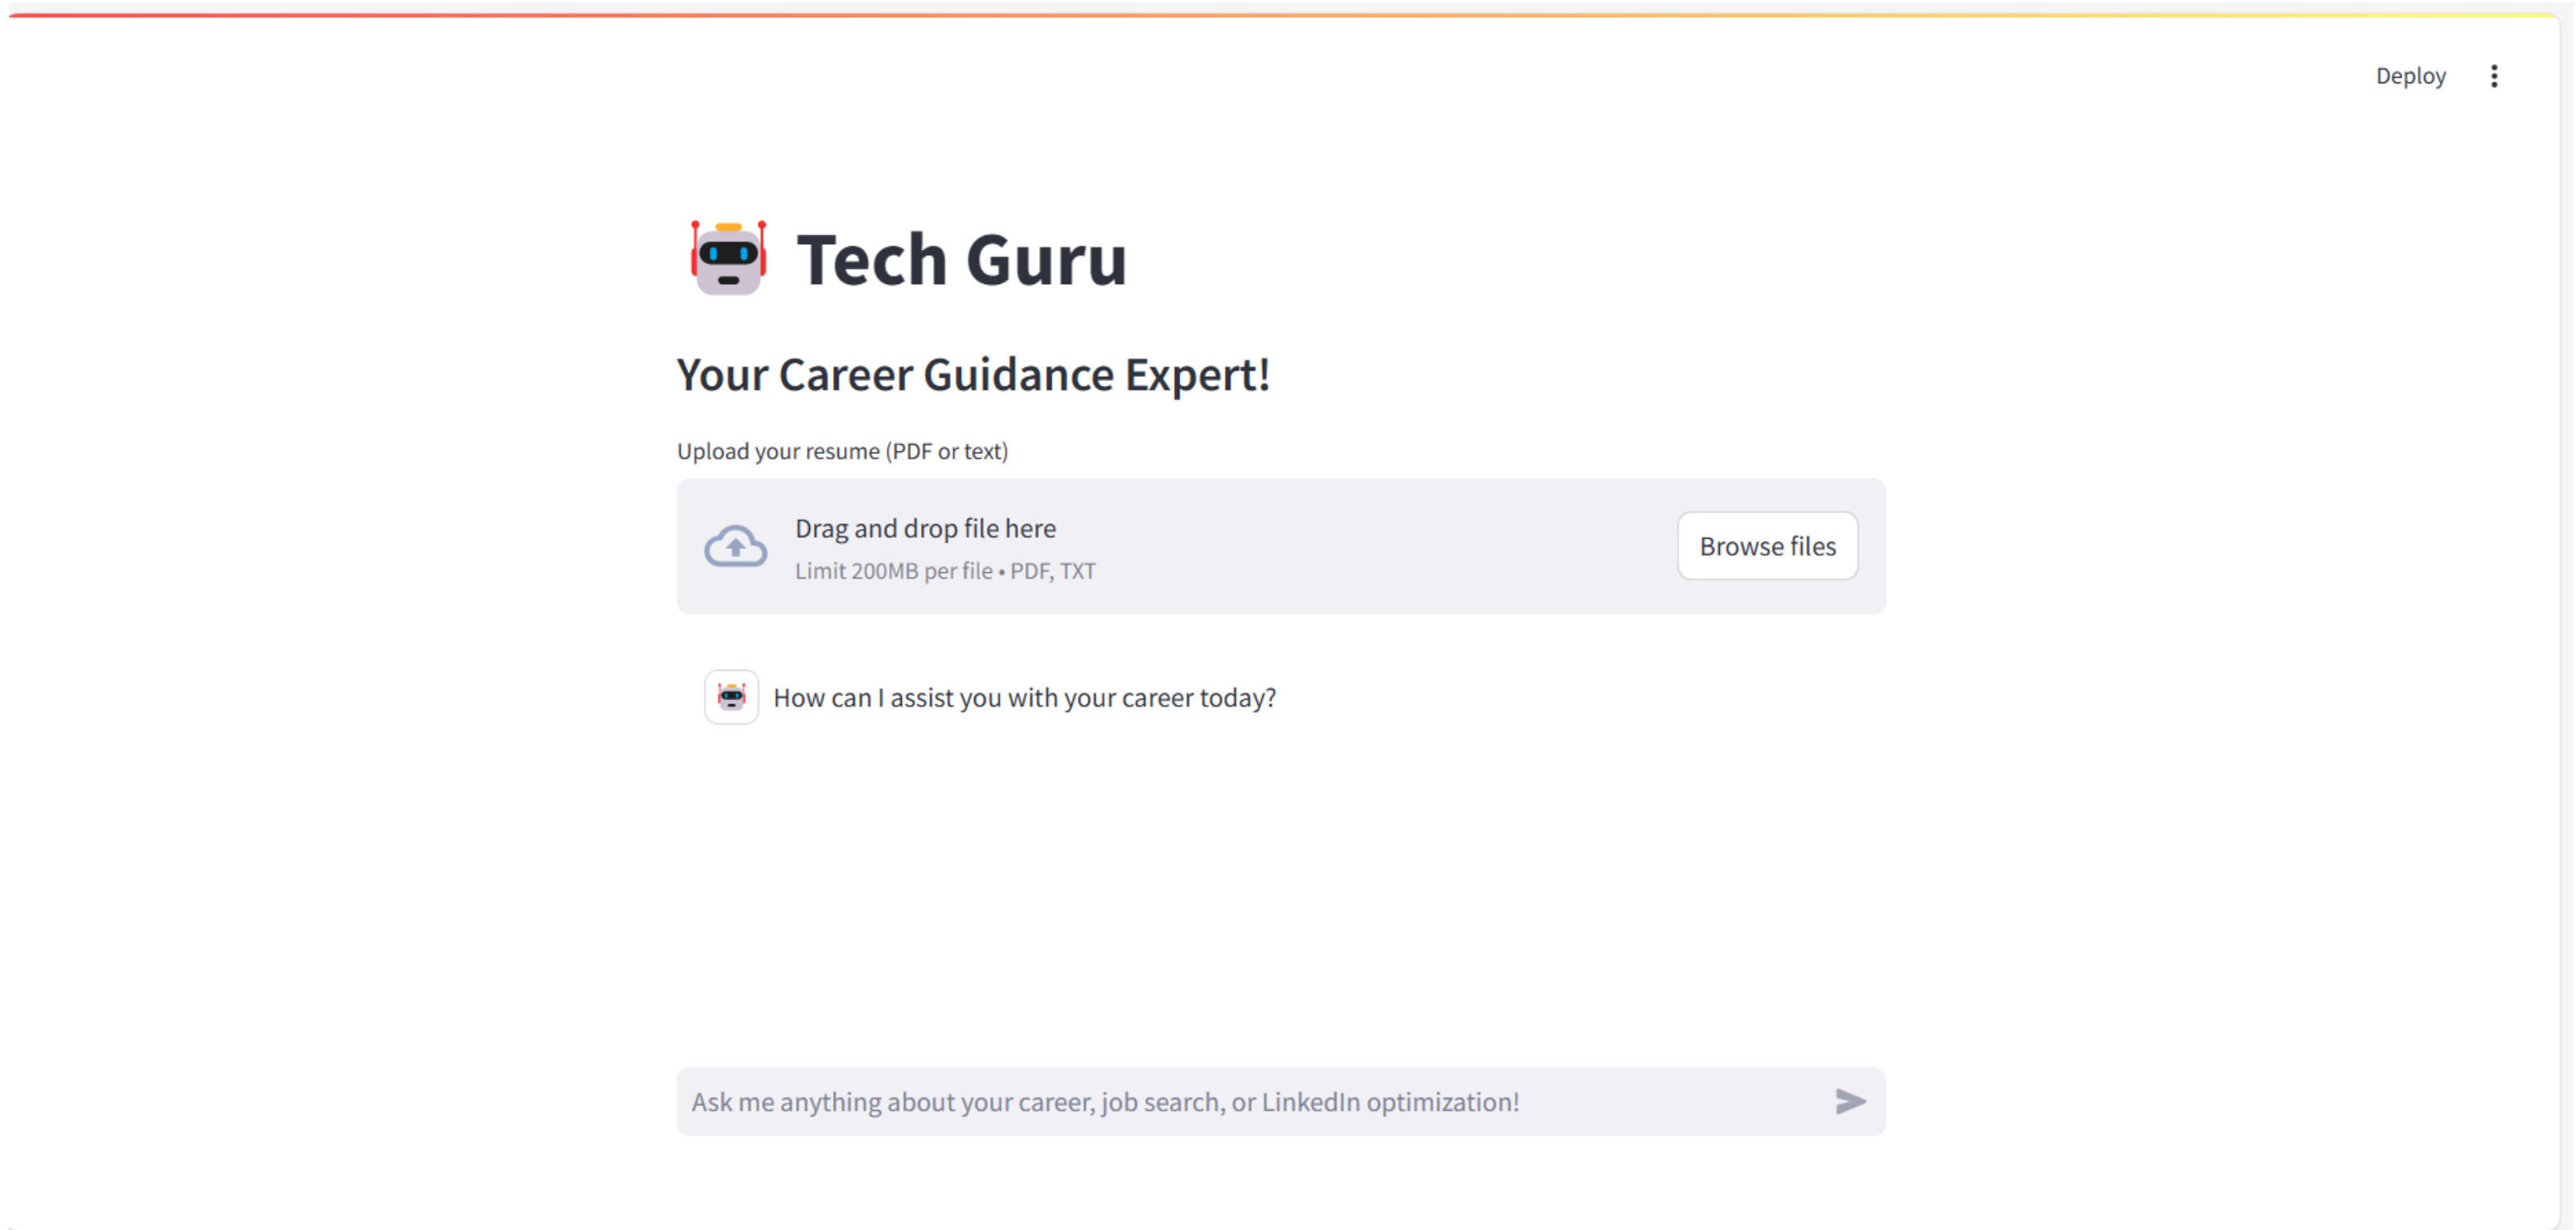 Deploy
Tech Guru
Your Career Guidance Expert!
Upload your resume (PDF or text)
Drag and drop file here
Limit 200MB per file • PDF, TXT
Browse files
How can I assist you with your career today?
Ask me anything about your career, job search, or LinkedIn optimization!